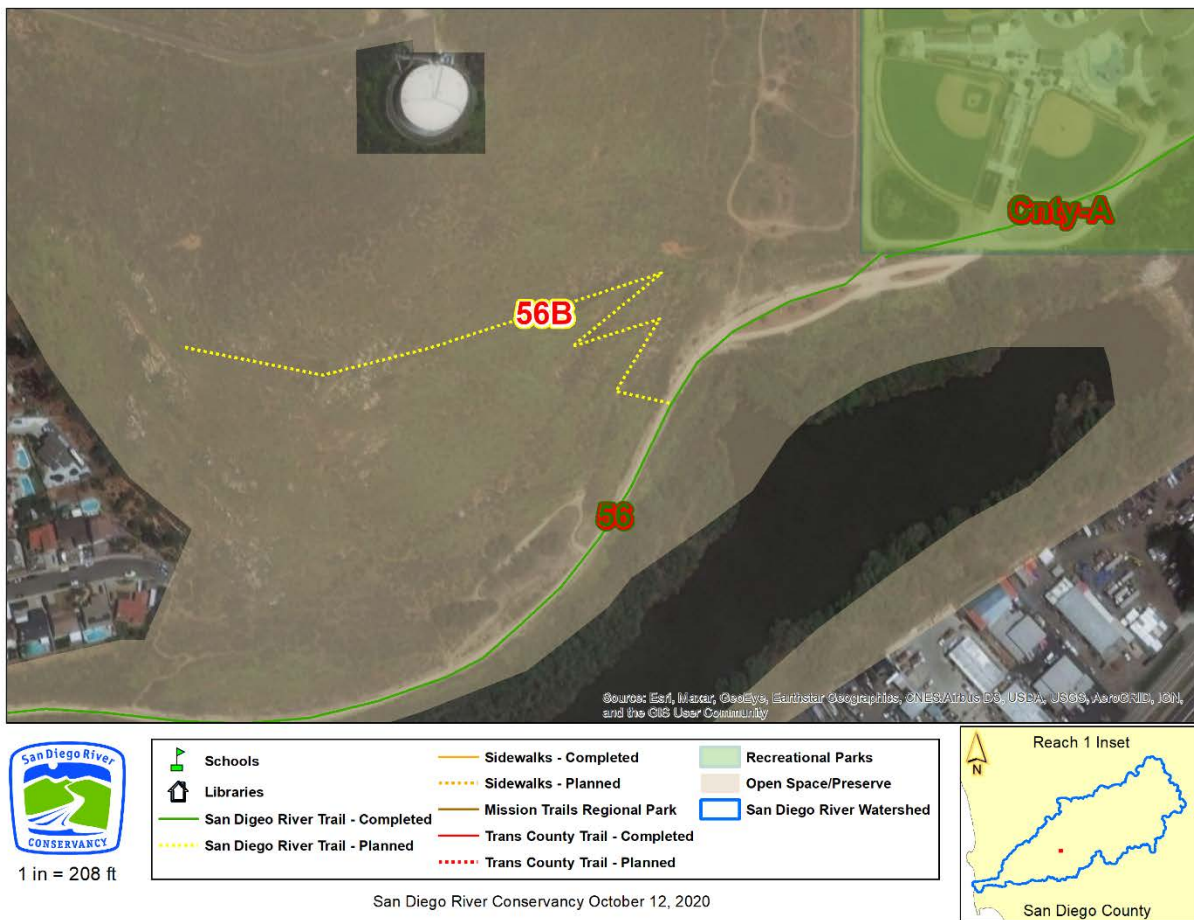 Cnty-A
56B
56
Source: Esri, Maxar, GeoEye, Earthstar Geographics, CNES/Airbus DS, USDA, USGS, AeroGRID, IGN,
and the GIS User Community
San Diego River
CONSERVANCY
1 in = 208 ft
Schools
Libraries
San Digeo River Trail - Completed
San Diego River Trail - Planned
Sidewalks - Completed
Sidewalks - Planned
Mission Trails Regional Park
Trans County Trail - Completed
Trans County Trail - Planned
Recreational Parks
Open Space/Preserve
San Diego River Watershed
Reach 1 Inset
N
San Diego County
San Diego River Conservancy October 12, 2020